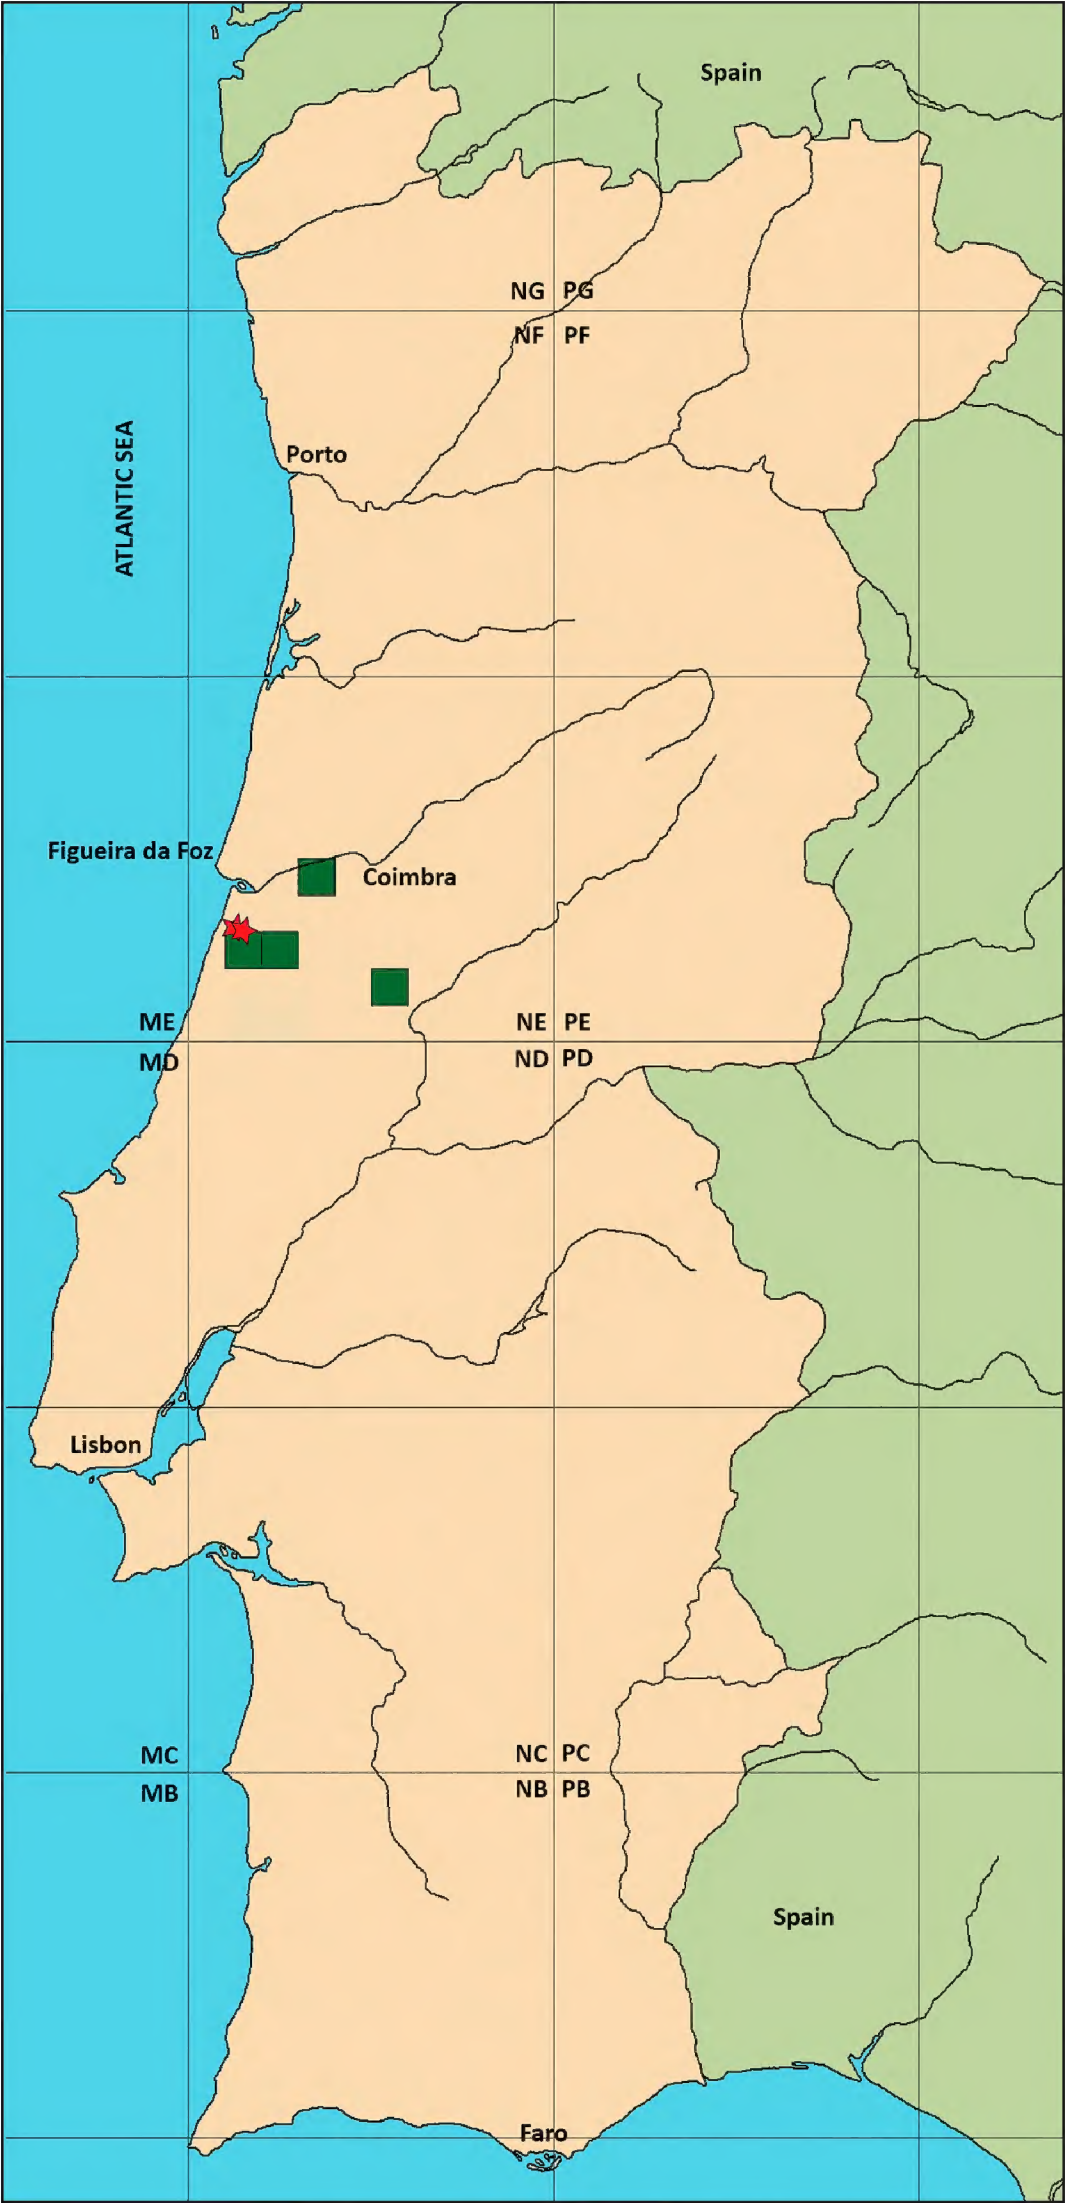 Spain
NG PG
NF PF
Porto
ATLANTIC SEA
Figueira da Foz
Coimbra
ME
NE PE
MD
ND PD
Lisbon
MC
NC PC
MB
NB PB
Spain
Faro